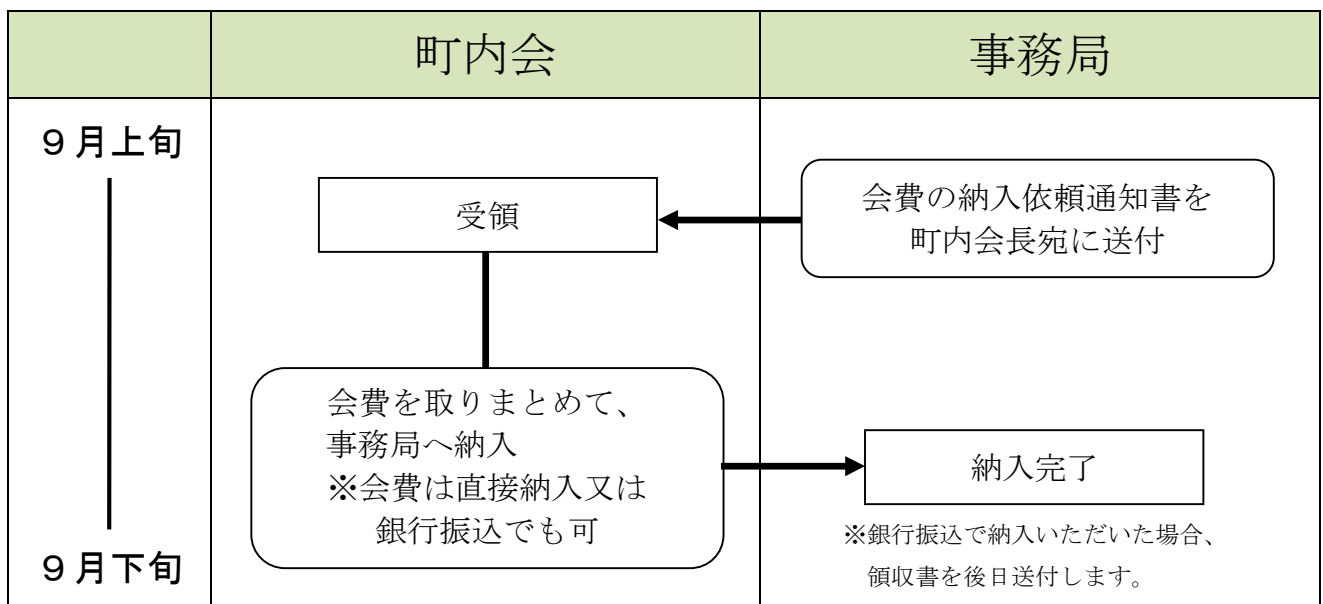 町内会
事務局
９月上旬
会費の納入依頼通知書を
町内会長宛に送付
受領
会費を取りまとめて、
事務局へ納入
※会費は直接納入又は
銀行振込でも可
納入完了
※銀行振込で納入いただいた場合、
領収書を後日送付します。
９月下旬